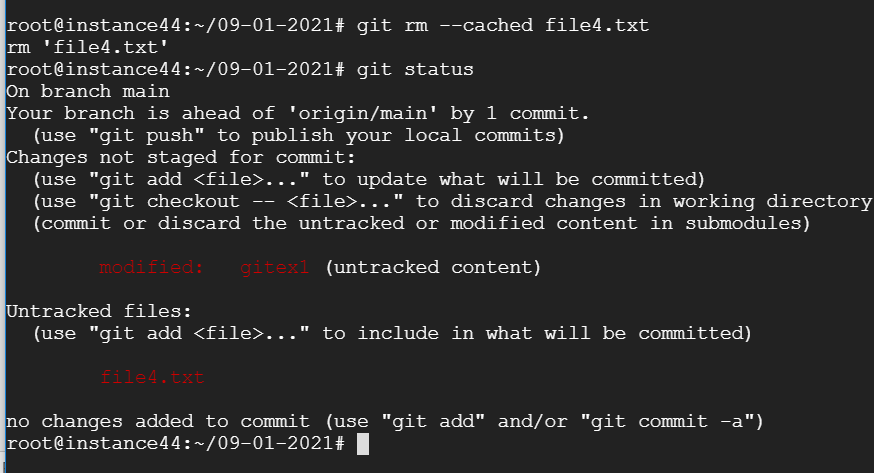 root@instance44:~/09-01-2021# git rm --cached file4.txt
rm 'file4.txt'
root@instance44:~/09-01-2021# git status
On branch main
Your branch is ahead of 'origin/main' by 1 commit.
  (use "git push" to publish your local commits)
Changes not staged for commit:
  (use "git add <file>..." to update what will be committed)
  (use "git checkout -- <file>..." to discard changes in working directory
  (commit or discard the untracked or modified content in submodules)
modified:   gitex1 (untracked content)
Untracked files:
  (use "git add <file>..." to include in what will be committed)
file4.txt
no changes added to commit (use "git add" and/or "git commit -a")
root@instance44:~/09-01-2021#